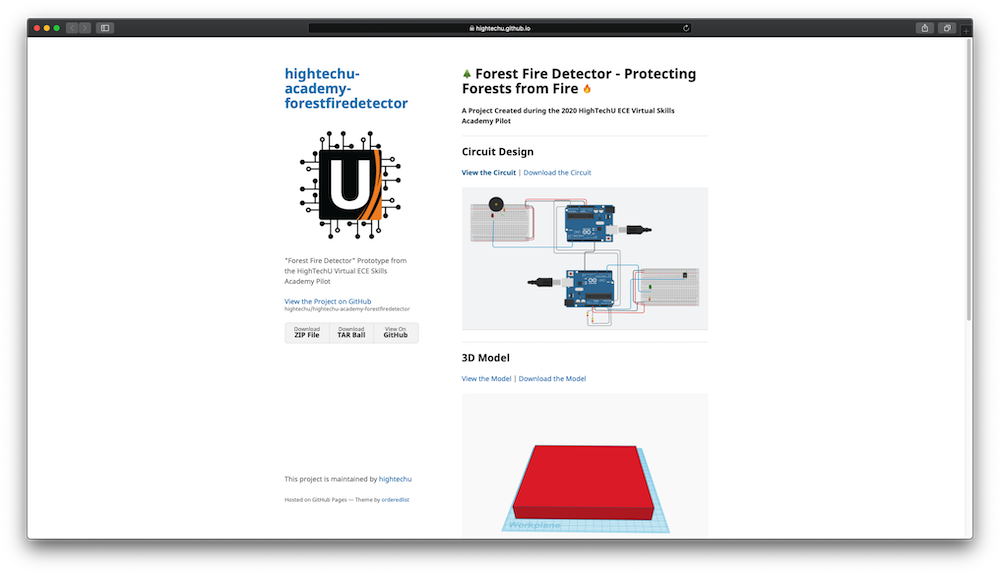 hightechu.github.io
hightechu-
academy-
forestfiredetector
U
"Forest Fire Detector" Prototype from
the HighTechU Virtual ECE Skills
Academy Pilot
View the Project on GitHub
hightechu/hightechu-academy-forestfiredetector
Download
ZIP File
Download
TAR Ball
View On
GitHub
This project is maintained by hightechu
Hosted on GitHub Pages — Theme by orderedlist
🌲 Forest Fire Detector - Protecting
Forests from Fire 🔥
A Project Created during the 2020 HighTechU ECE Virtual Skills
Academy Pilot
Circuit Design
View the Circuit | Download the Circuit
3D Model
View the Model | Download the Model
Workplane